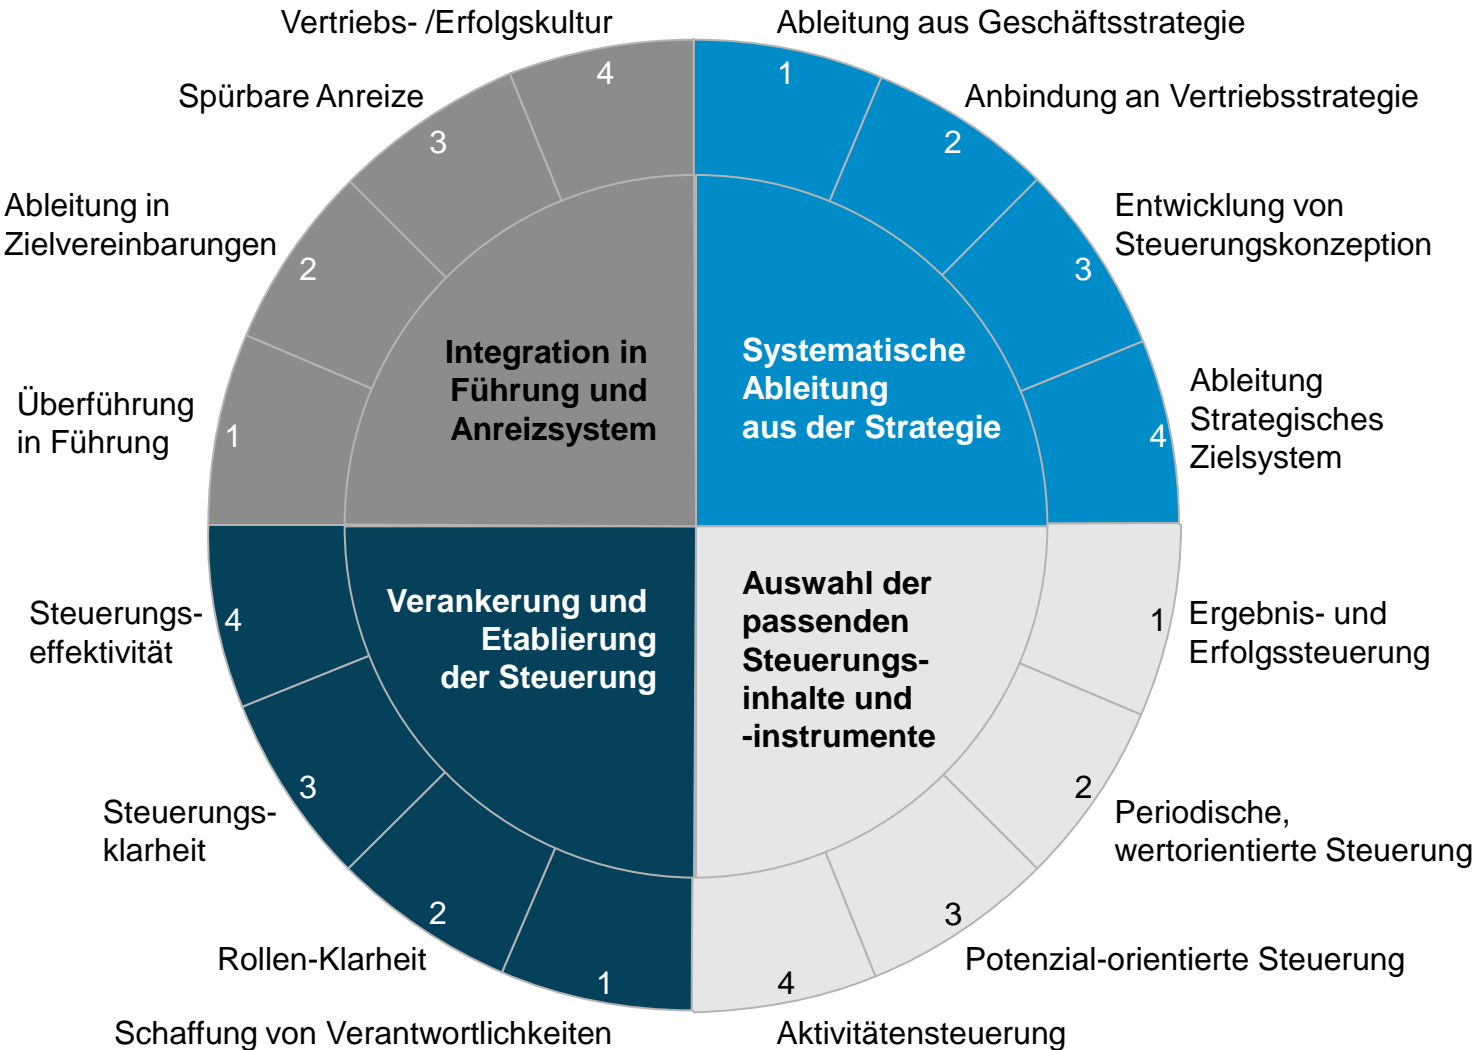 Vertriebs- /Erfolgskultur
Ableitung aus Geschäftsstrategie
4
1
Spürbare Anreize
Anbindung an Vertriebsstrategie
3
2
Ableitung in
Zielvereinbarungen
2
Entwicklung von
Steuerungskonzeption
3
Integration in
Führung und
Anreizsystem
Systematische
Ableitung
aus der Strategie
Überführung
in Führung
1
Ableitung
Strategisches
Zielsystem
4
Steuerungs-
effektivität
4
Verankerung und
Etablierung
der Steuerung
Auswahl der
passenden
Steuerungs-
inhalte und
-instrumente
1
Ergebnis- und
Erfolgssteuerung
Steuerungs-
klarheit
3
2
Periodische,
wertorientierte Steuerung
2
Rollen-Klarheit
3
Potenzial-orientierte Steuerung
1
Schaffung von Verantwortlichkeiten
4
Aktivitätensteuerung